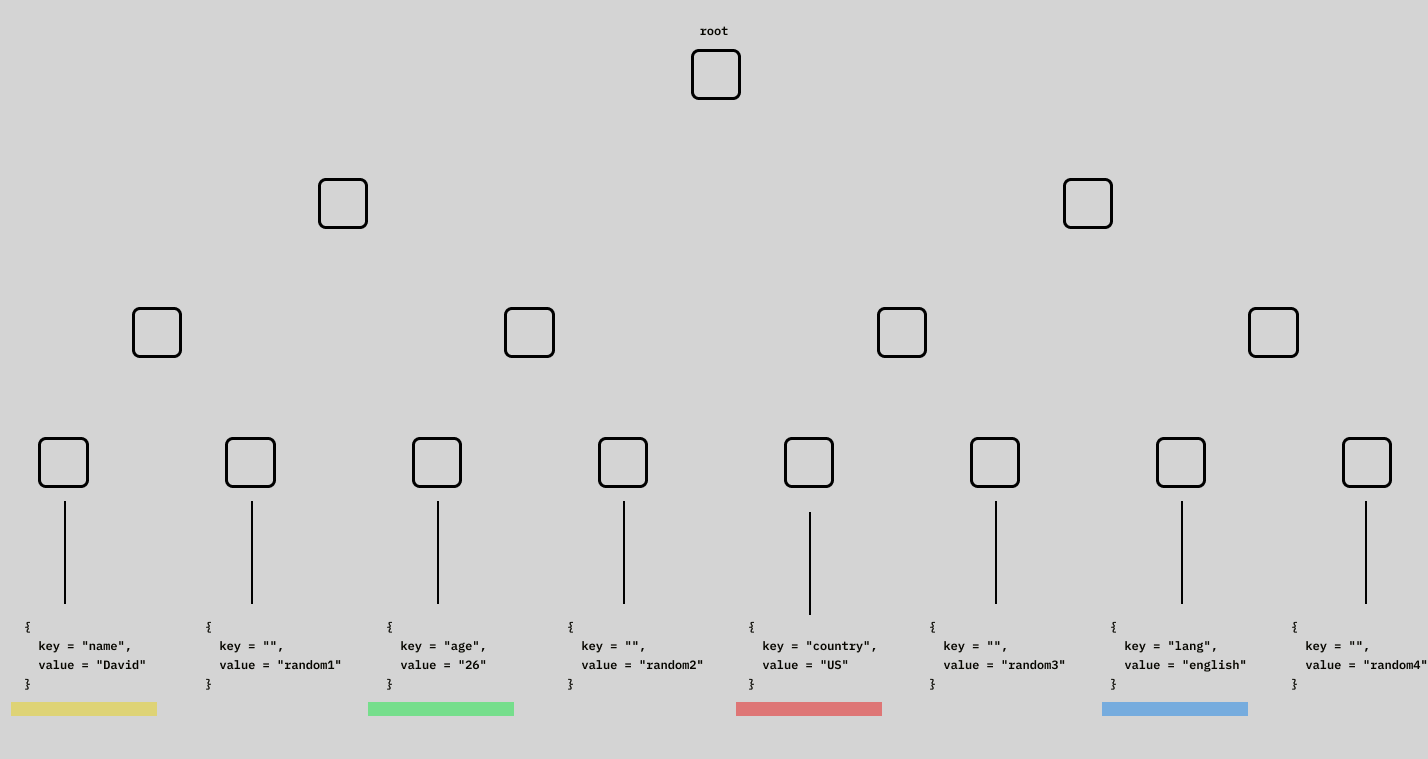 root
{
key = "name",
value = "David"
}
{
key = "",
value = "random1"
}
{
key = "age",
value = "26"
}
{
key = "",
value = "random2"
}
{
key = "country",
value = "US"
}
{
key = "",
value = "random3"
}
{
key = "lang",
value = "english"
}
{
key = "",
value = "random4"
}